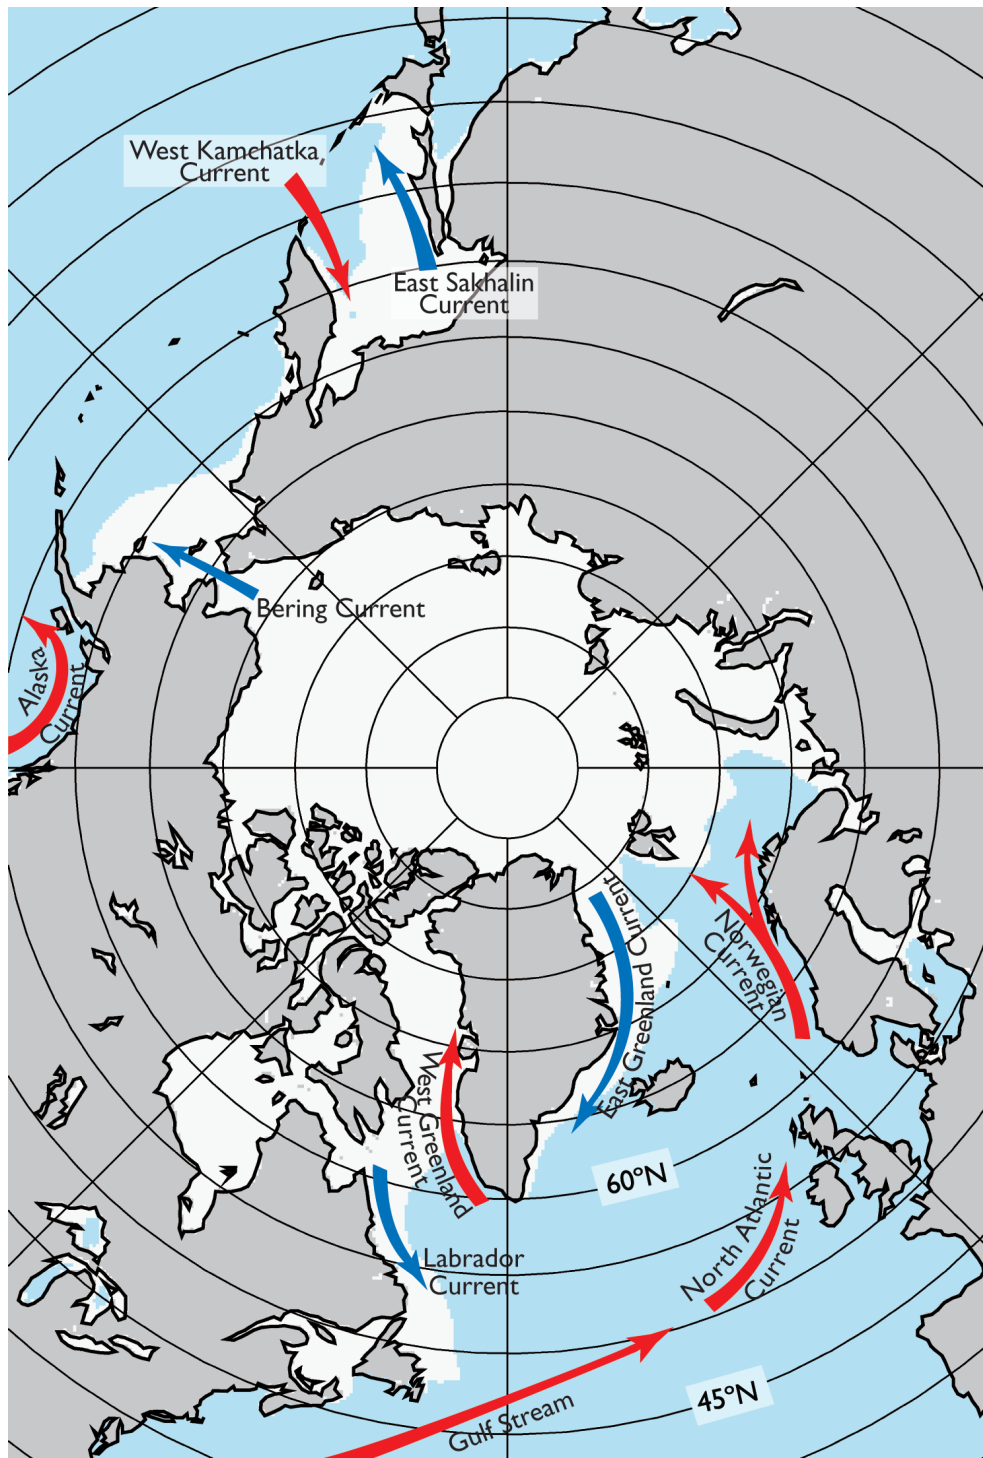 West Kamchatka,
Current
East Sakhalin
Current
Bering Current
Alaska
Current
East Greenland Current
Norwegian
Current
West Greenland
Current
60°N
North Atlantic
Current
Labrador
Current
45°N
Gulf Stream